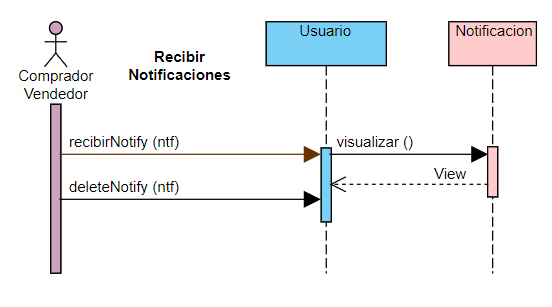 Usuario
Notificacion
Recibir
Notificaciones
Comprador
Vendedor
recibirNotify (ntf)
visualizar ()
View
deleteNotify (ntf)